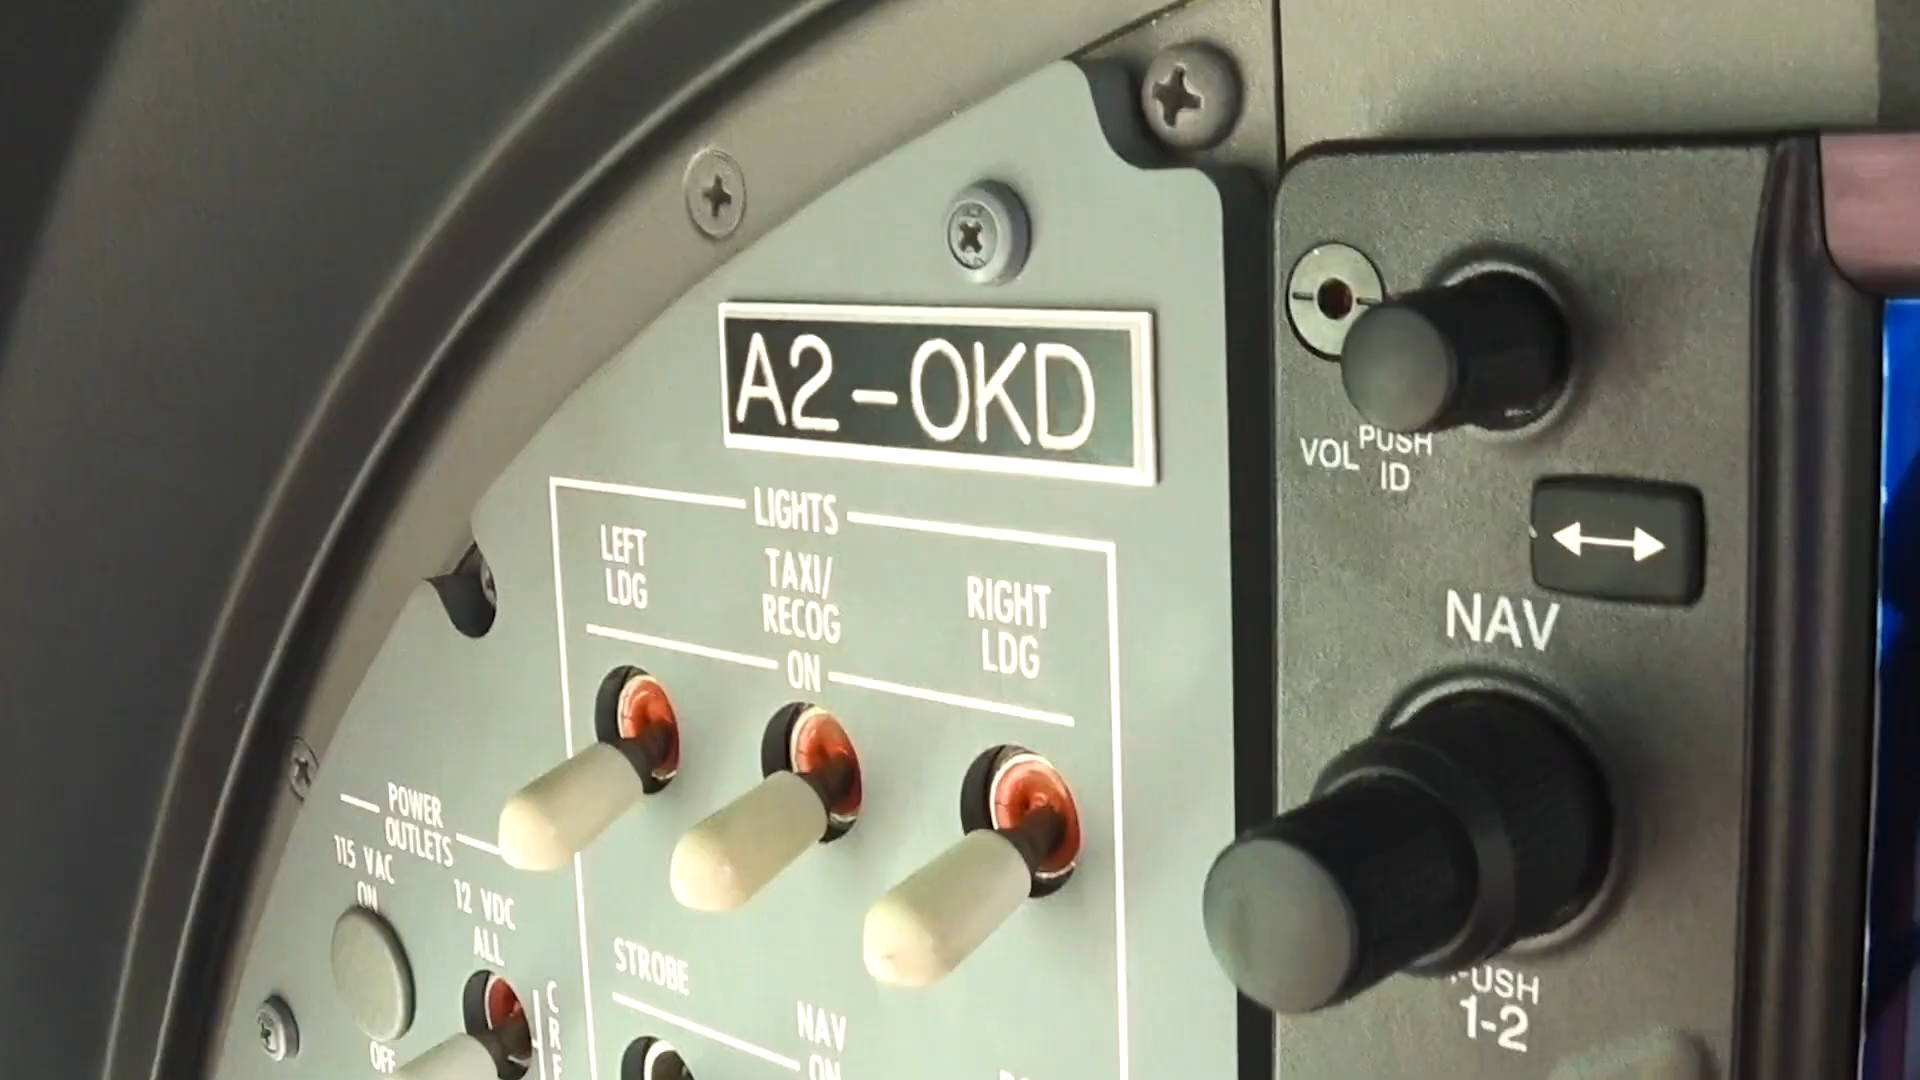 A2-OKD
LIGHTS
LEFT
LDG
TAXI/
RECOG
RIGHT
LDG
ON
POWER
OUTLETS
115 VAC
ON
12 VDC
ALL
OFF
STROBE
NAV
ON
VOL
PUSH
ID
NAV
PUSH
1-2